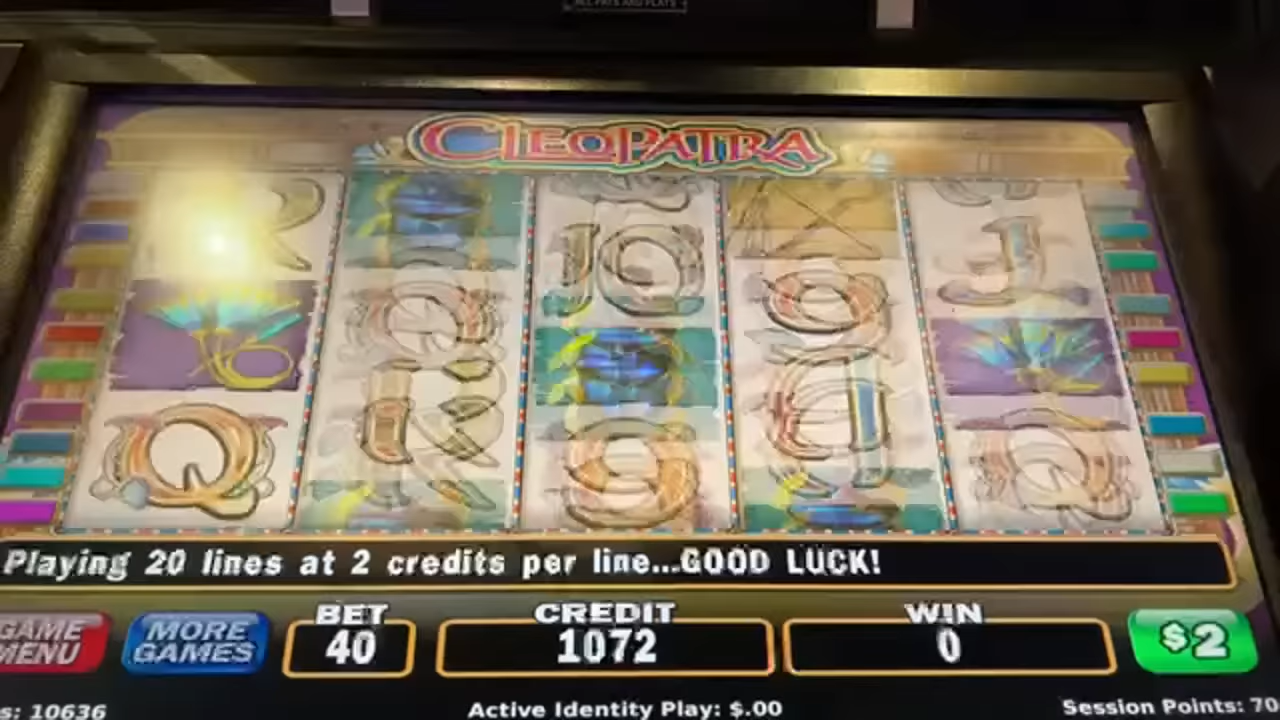 CLEOPATRA
Playing 20 lines at 2 credits per line...GOOD LUCK!
GAME MENU
MORE GAMES
BET
40
CREDIT
1072
WIN
0
$2
s: 10636
Active Identity Play: $.00
Session Points: 70